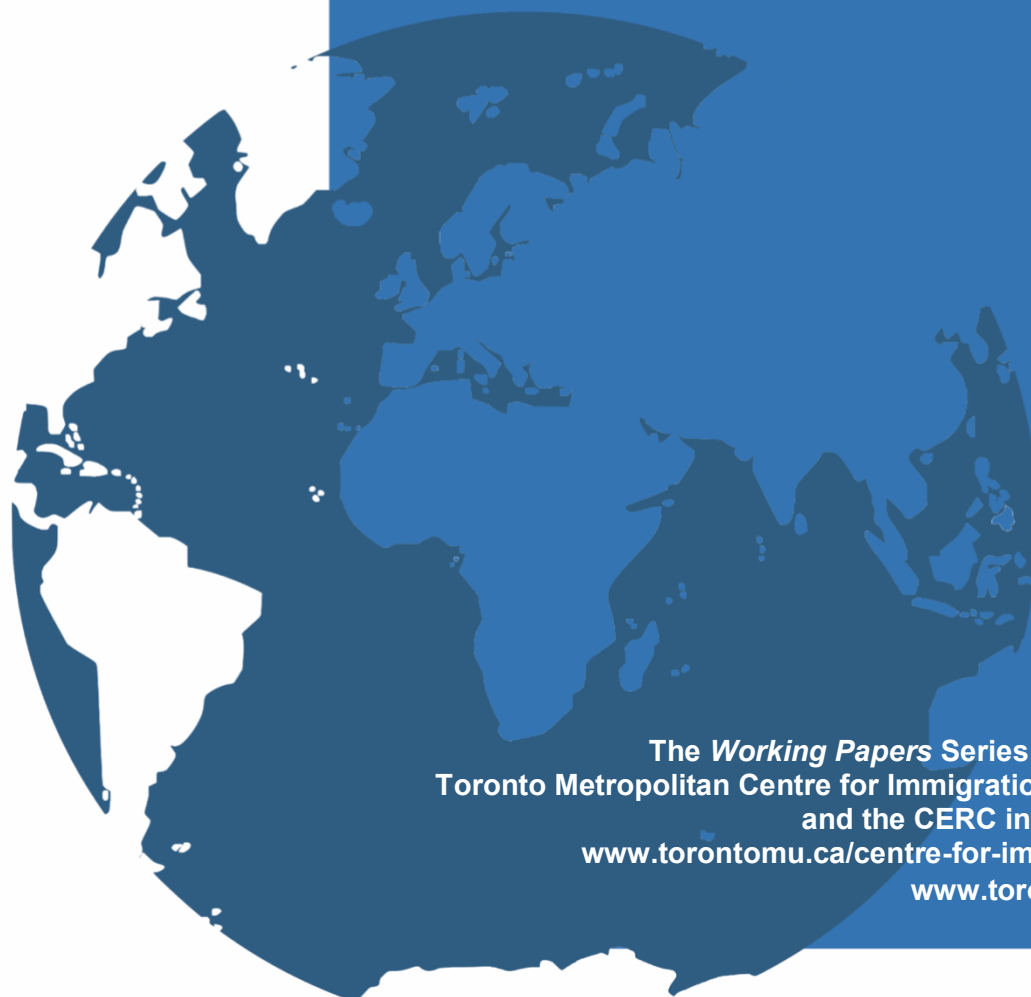 The Working Papers Series
Toronto Metropolitan Centre for Immigratio
and the CERC in
www.torontomu.ca/centre-for-im
www.toro